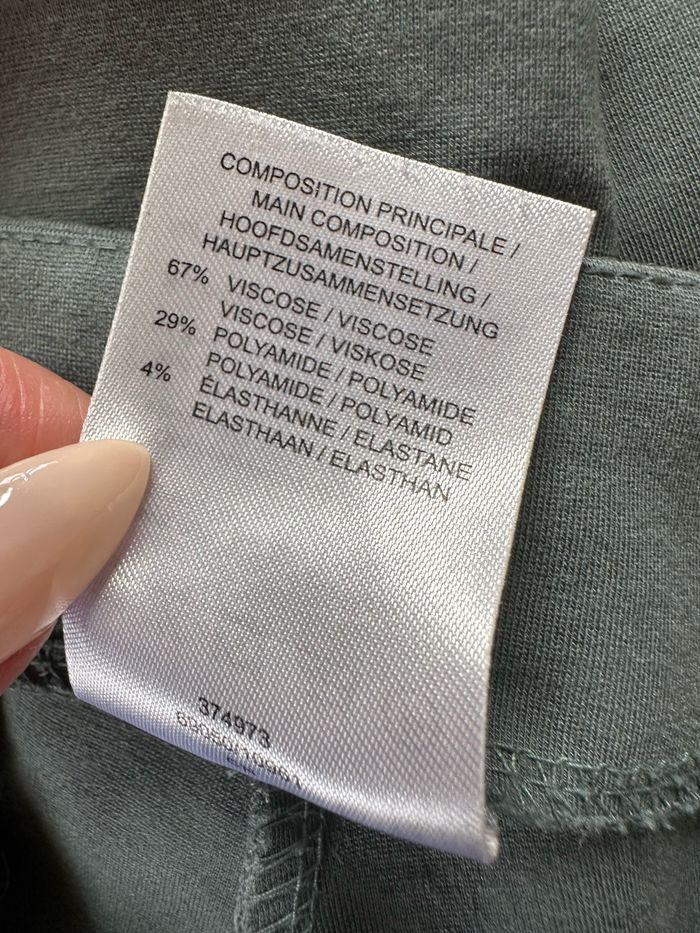 COMPOSITION PRINCIPALE /
MAIN COMPOSITION /
HOOFDSAMENSTELLING /
HAUPTZUSAMMENSETZUNG
67% VISCOSE / VISCOSE
VISCOSE / VISKOSE
29% POLYAMIDE / POLYAMIDE
POLYAMIDE / POLYAMID
4% ÉLASTHANNE / ELASTANE
ELASTHAAN / ELASTHAN
374973